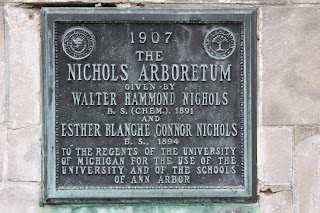 1907
THE
NICHOLS ARBORETUM
GIVEN BY
WALTER HAMMOND NICHOLS
B. S. (CHEM.), 1891
AND
ESTHER BLANCHE CONNOR NICHOLS
B. S., 1894
TO THE REGENTS OF THE UNIVERSITY
OF MICHIGAN FOR THE USE OF THE
UNIVERSITY AND OF THE SCHOOLS
OF ANN ARBOR